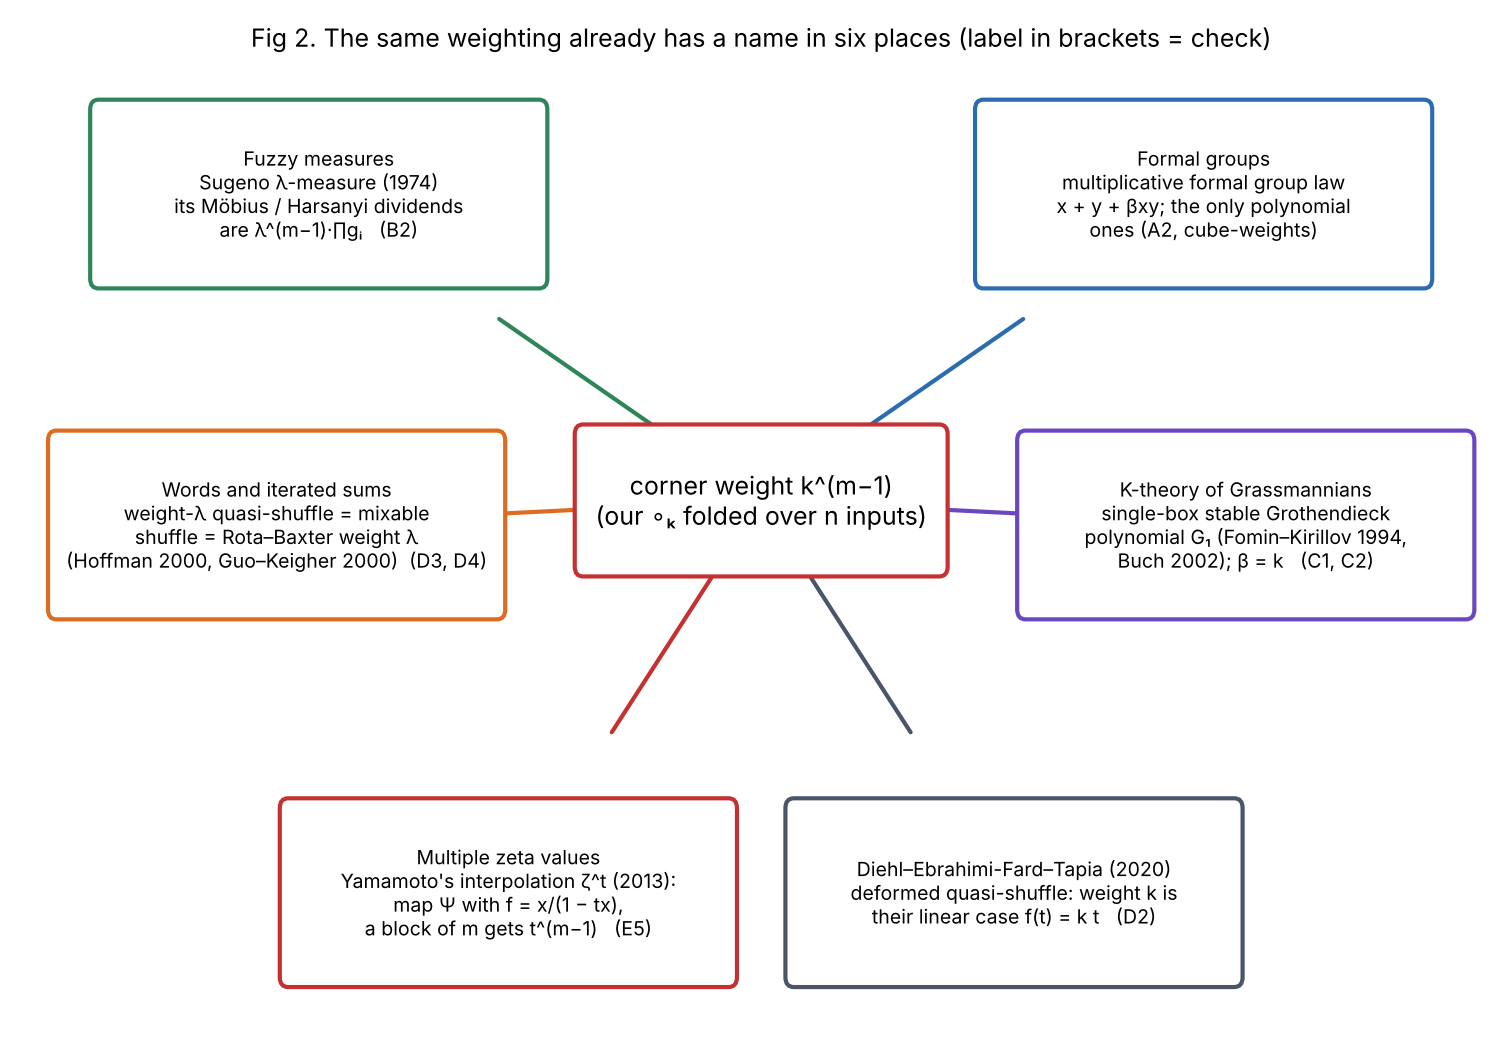 Fig 2. The same weighting already has a name in six places (label in brackets = check)
Fuzzy measures
Sugeno λ-measure (1974)
its Möbius / Harsanyi dividends
are λ^(m−1)·∏gᵢ (B2)
Formal groups
multiplicative formal group law
x + y + βxy; the only polynomial
ones (A2, cube-weights)
Words and iterated sums
weight-λ quasi-shuffle = mixable
shuffle = Rota–Baxter weight λ
(Hoffman 2000, Guo–Keigher 2000) (D3, D4)
corner weight k^(m−1)
(our ∘ₖ folded over n inputs)
K-theory of Grassmannians
single-box stable Grothendieck
polynomial G₁ (Fomin–Kirillov 1994,
Buch 2002); β = k (C1, C2)
Multiple zeta values
Yamamoto's interpolation ζ^t (2013):
map Ψ with f = x/(1 − tx),
a block of m gets t^(m−1) (E5)
Diehl–Ebrahimi-Fard–Tapia (2020)
deformed quasi-shuffle: weight k is
their linear case f(t) = k t (D2)